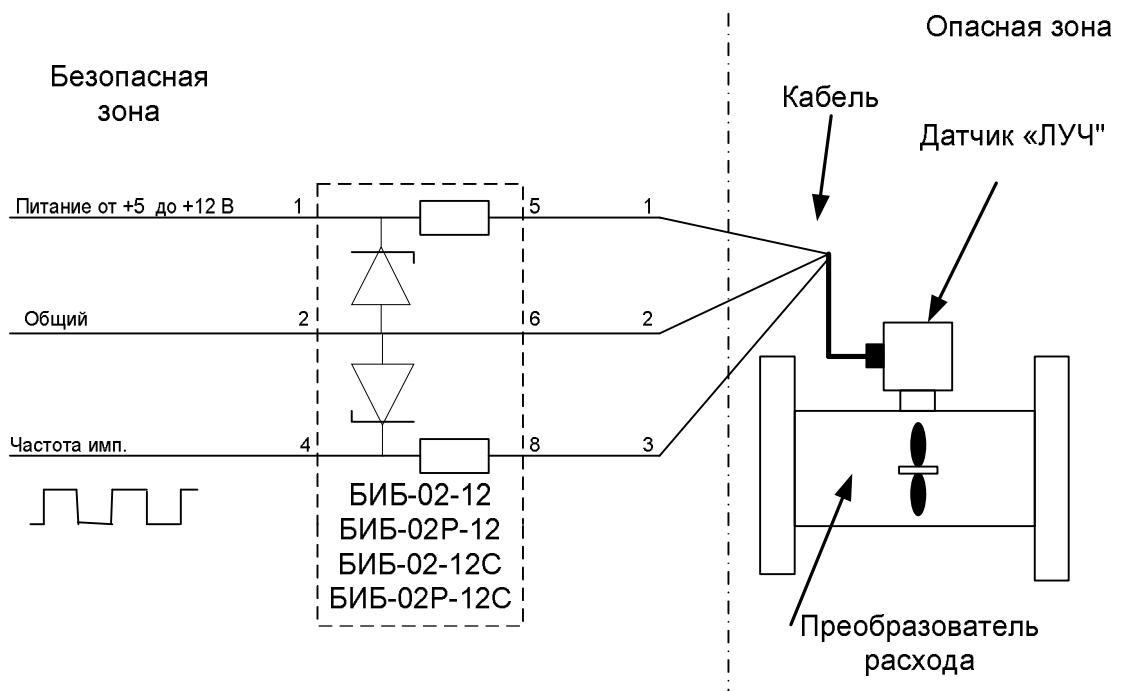 Опасная зона
Безопасная
зона
Кабель
Датчик «ЛУЧ"
Питание от +5 до +12 В 1 5 1
Общий 2 6 2
Частота имп. 4 8 3
БИБ-02-12
БИБ-02Р-12
БИБ-02-12С
БИБ-02Р-12С
Преобразователь
расхода